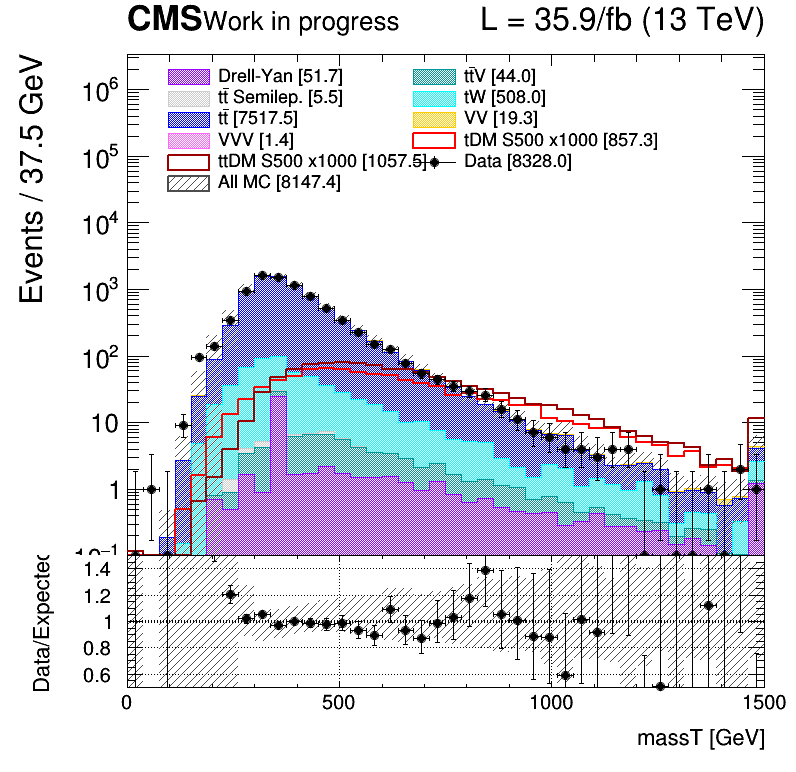 CMS Work in progress L = 35.9/fb (13 TeV)
Events / 37.5 GeV
Drell-Yan [51.7] tt̄V [44.0]
tt̄ Semilep. [5.5] tW [508.0]
tt̄ [7517.5] VV [19.3]
VVV [1.4] tDM S500 x1000 [857.3]
ttDM S500 x1000 [1057.5] Data [8328.0]
All MC [8147.4]
10⁶
10⁵
10⁴
10³
10²
10
1
10⁻¹
Data/Expected
1.4
1.2
1
0.8
0.6
0 500 1000 1500
massT [GeV]